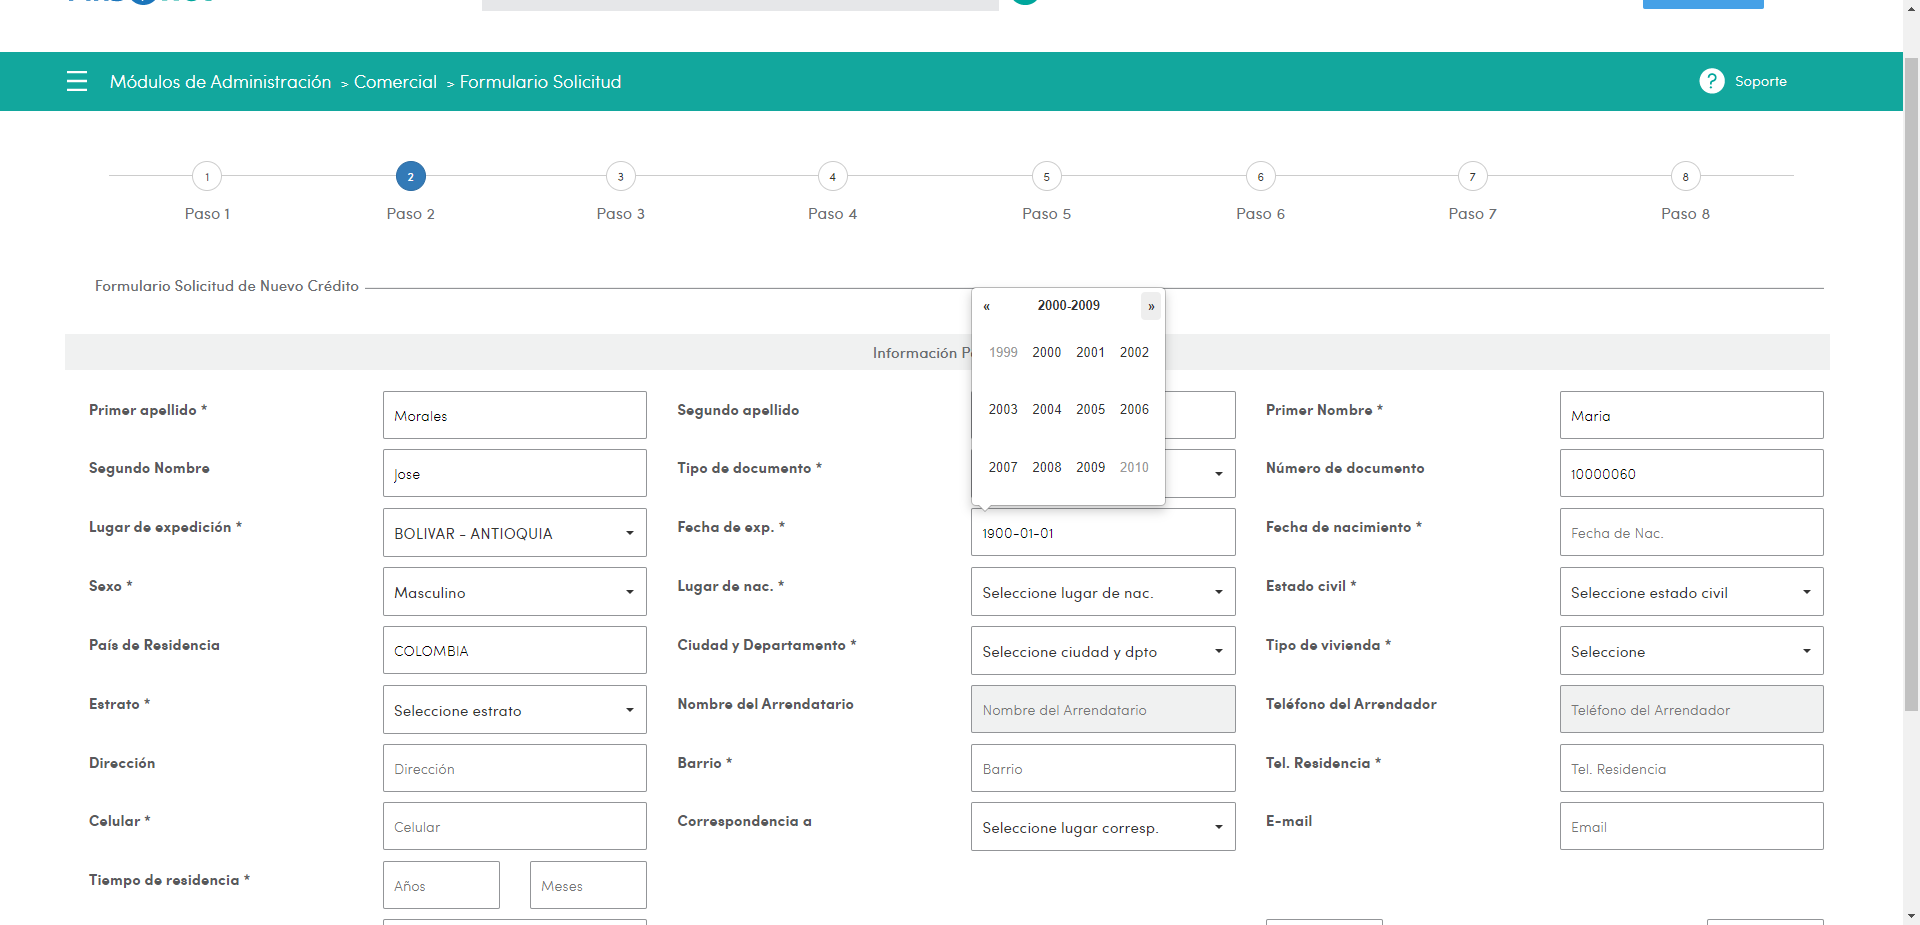 Módulos de Administración > Comercial > Formulario Solicitud
? Soporte
1 2 3 4 5 6 7 8
Paso 1 Paso 2 Paso 3 Paso 4 Paso 5 Paso 6 Paso 7 Paso 8
Formulario Solicitud de Nuevo Crédito
« 2000-2009 »
1999 2000 2001 2002
2003 2004 2005 2006
2007 2008 2009 2010
Información
Primer apellido * Morales Segundo apellido Primer Nombre * Maria
Segundo Nombre Jose Tipo de documento * Número de documento 10000060
Lugar de expedición * BOLIVAR - ANTIOQUIA Fecha de exp. * 1900-01-01 Fecha de nacimiento * Fecha de Nac.
Sexo * Masculino Lugar de nac. * Seleccione lugar de nac. Estado civil * Seleccione estado civil
País de Residencia COLOMBIA Ciudad y Departamento * Seleccione ciudad y dpto Tipo de vivienda * Seleccione
Estrato * Seleccione estrato Nombre del Arrendatario Nombre del Arrendatario Teléfono del Arrendador Teléfono del Arrendador
Dirección Dirección Barrio * Barrio Tel. Residencia * Tel. Residencia
Celular * Celular Correspondencia a Seleccione lugar corresp. E-mail Email
Tiempo de residencia * Años Meses